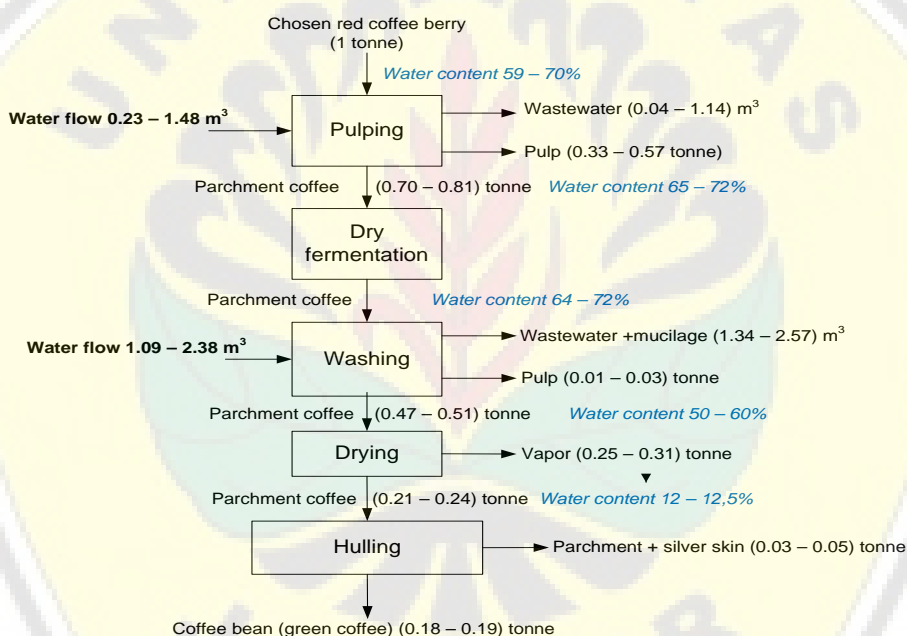 Chosen red coffee berry
(1 tonne)
Water content 59 – 70%
Water flow 0.23 – 1.48 m³
Pulping
Wastewater (0.04 – 1.14) m³
Pulp (0.33 – 0.57 tonne)
Parchment coffee (0.70 – 0.81) tonne Water content 65 – 72%
Dry
fermentation
Parchment coffee Water content 64 – 72%
Water flow 1.09 – 2.38 m³
Washing
Wastewater +mucilage (1.34 – 2.57) m³
Pulp (0.01 – 0.03) tonne
Parchment coffee (0.47 – 0.51) tonne Water content 50 – 60%
Drying
Vapor (0.25 – 0.31) tonne
Parchment coffee (0.21 – 0.24) tonne Water content 12 – 12,5%
Hulling
Parchment + silver skin (0.03 – 0.05) tonne
Coffee bean (green coffee) (0.18 – 0.19) tonne